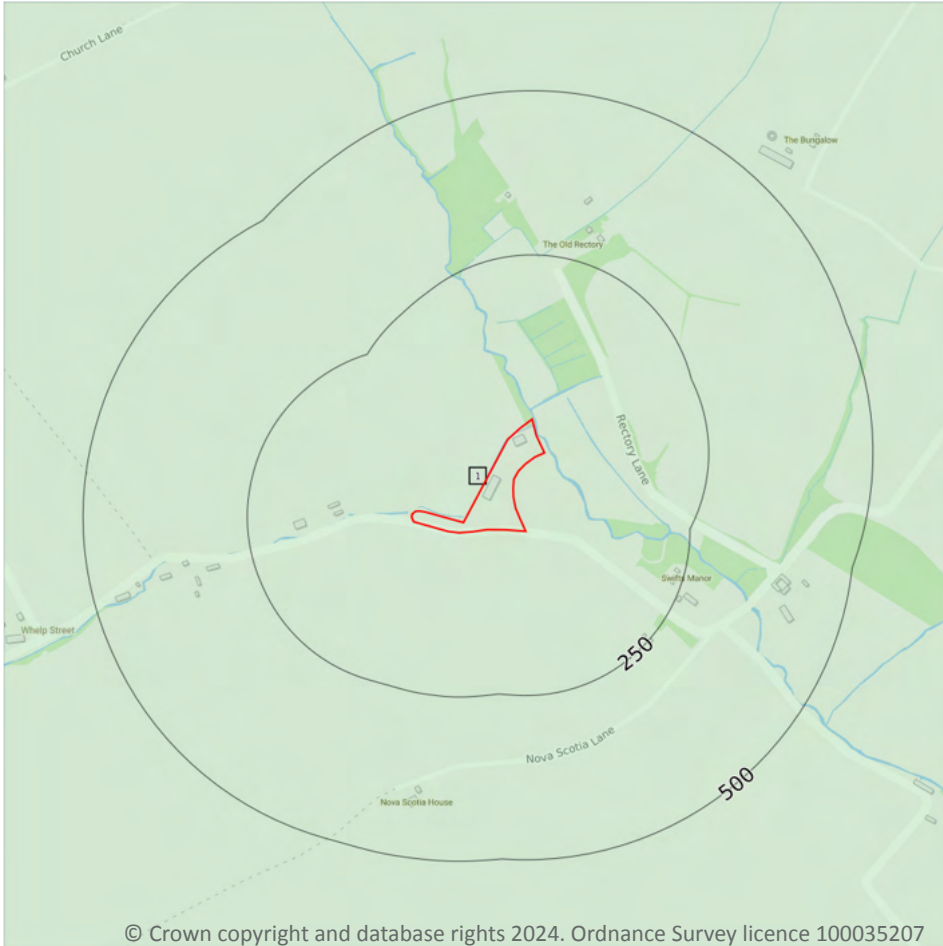 Church Lane
The Bungalow
The Old Rectory
Rectory Lane
1
Swifts Manor
Whelp Street
250
Nova Scotia Lane
500
Nova Scotia House
© Crown copyright and database rights 2024. Ordnance Survey licence 100035207